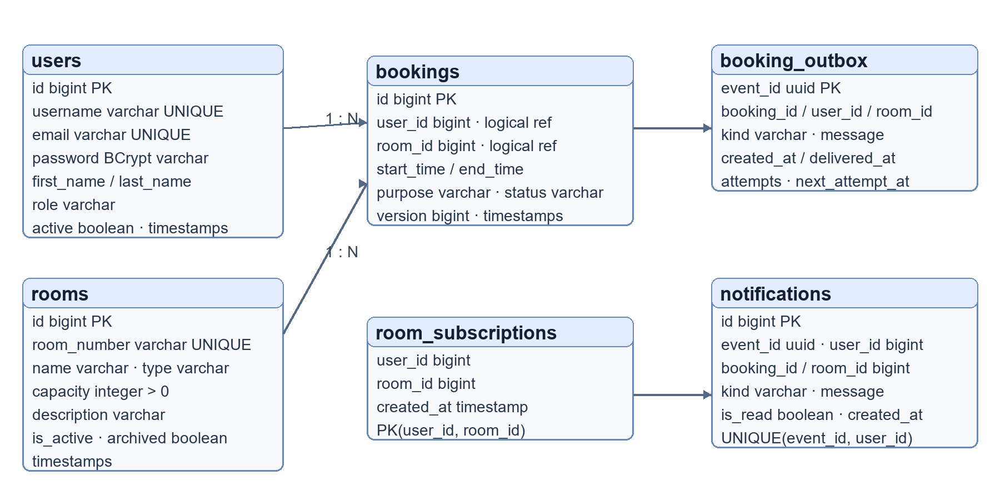 users
id bigint PK
username varchar UNIQUE
email varchar UNIQUE
password BCrypt varchar
first_name / last_name
role varchar
active boolean · timestamps
1 : N
bookings
id bigint PK
user_id bigint · logical ref
room_id bigint · logical ref
start_time / end_time
purpose varchar · status varchar
version bigint · timestamps
booking_outbox
event_id uuid PK
booking_id / user_id / room_id
kind varchar · message
created_at / delivered_at
attempts · next_attempt_at
1 : N
rooms
id bigint PK
room_number varchar UNIQUE
name varchar · type varchar
capacity integer > 0
description varchar
is_active · archived boolean
timestamps
room_subscriptions
user_id bigint
room_id bigint
created_at timestamp
PK(user_id, room_id)
notifications
id bigint PK
event_id uuid · user_id bigint
booking_id / room_id bigint
kind varchar · message
is_read boolean · created_at
UNIQUE(event_id, user_id)